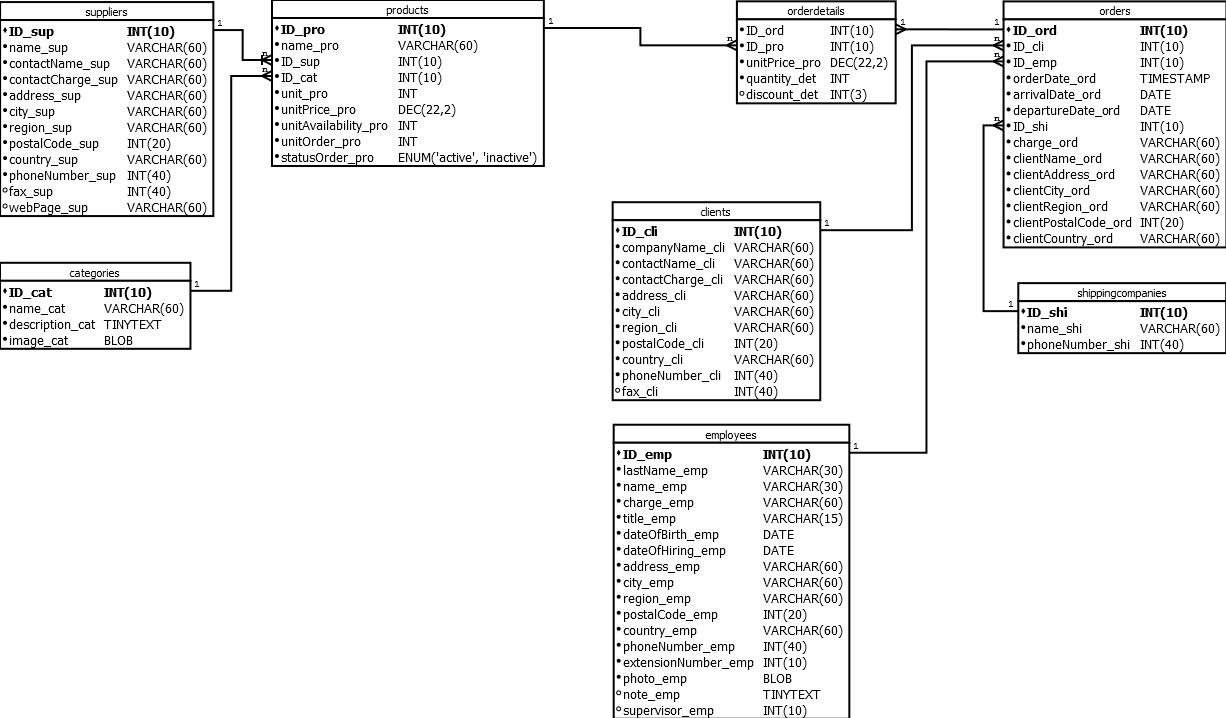 suppliers
ID_sup INT(10)
name_sup VARCHAR(60)
contactName_sup VARCHAR(60)
contactCharge_sup VARCHAR(60)
address_sup VARCHAR(60)
city_sup VARCHAR(60)
region_sup VARCHAR(60)
postalCode_sup INT(20)
country_sup VARCHAR(60)
phoneNumber_sup INT(40)
fax_sup INT(40)
webPage_sup VARCHAR(60)
1
categories
ID_cat INT(10)
name_cat VARCHAR(60)
description_cat TINYTEXT
image_cat BLOB
1
products
ID_pro INT(10)
name_pro VARCHAR(60)
n ID_sup INT(10)
n ID_cat INT(10)
unit_pro INT
unitPrice_pro DEC(22,2)
unitAvailability_pro INT
unitOrder_pro INT
statusOrder_pro ENUM('active', 'inactive')
1
orderdetails
ID_ord INT(10)
n ID_pro INT(10)
unitPrice_pro DEC(22,2)
quantity_det INT
discount_det INT(3)
1
1
orders
ID_ord INT(10)
n ID_cli INT(10)
n ID_emp INT(10)
orderDate_ord TIMESTAMP
arrivalDate_ord DATE
departureDate_ord DATE
n ID_shi INT(10)
charge_ord VARCHAR(60)
clientName_ord VARCHAR(60)
clientAddress_ord VARCHAR(60)
clientCity_ord VARCHAR(60)
clientRegion_ord VARCHAR(60)
clientPostalCode_ord INT(20)
clientCountry_ord VARCHAR(60)
clients
ID_cli INT(10)
companyName_cli VARCHAR(60)
contactName_cli VARCHAR(60)
contactCharge_cli VARCHAR(60)
address_cli VARCHAR(60)
city_cli VARCHAR(60)
region_cli VARCHAR(60)
postalCode_cli INT(20)
country_cli VARCHAR(60)
phoneNumber_cli INT(40)
fax_cli INT(40)
1
shippingcompanies
1 ID_shi INT(10)
name_shi VARCHAR(60)
phoneNumber_shi INT(40)
employees
ID_emp INT(10)
lastName_emp VARCHAR(30)
name_emp VARCHAR(30)
charge_emp VARCHAR(60)
title_emp VARCHAR(15)
dateOfBirth_emp DATE
dateOfHiring_emp DATE
address_emp VARCHAR(60)
city_emp VARCHAR(60)
region_emp VARCHAR(60)
postalCode_emp INT(20)
country_emp VARCHAR(60)
phoneNumber_emp INT(40)
extensionNumber_emp INT(10)
photo_emp BLOB
note_emp TINYTEXT
supervisor_emp INT(10)
1